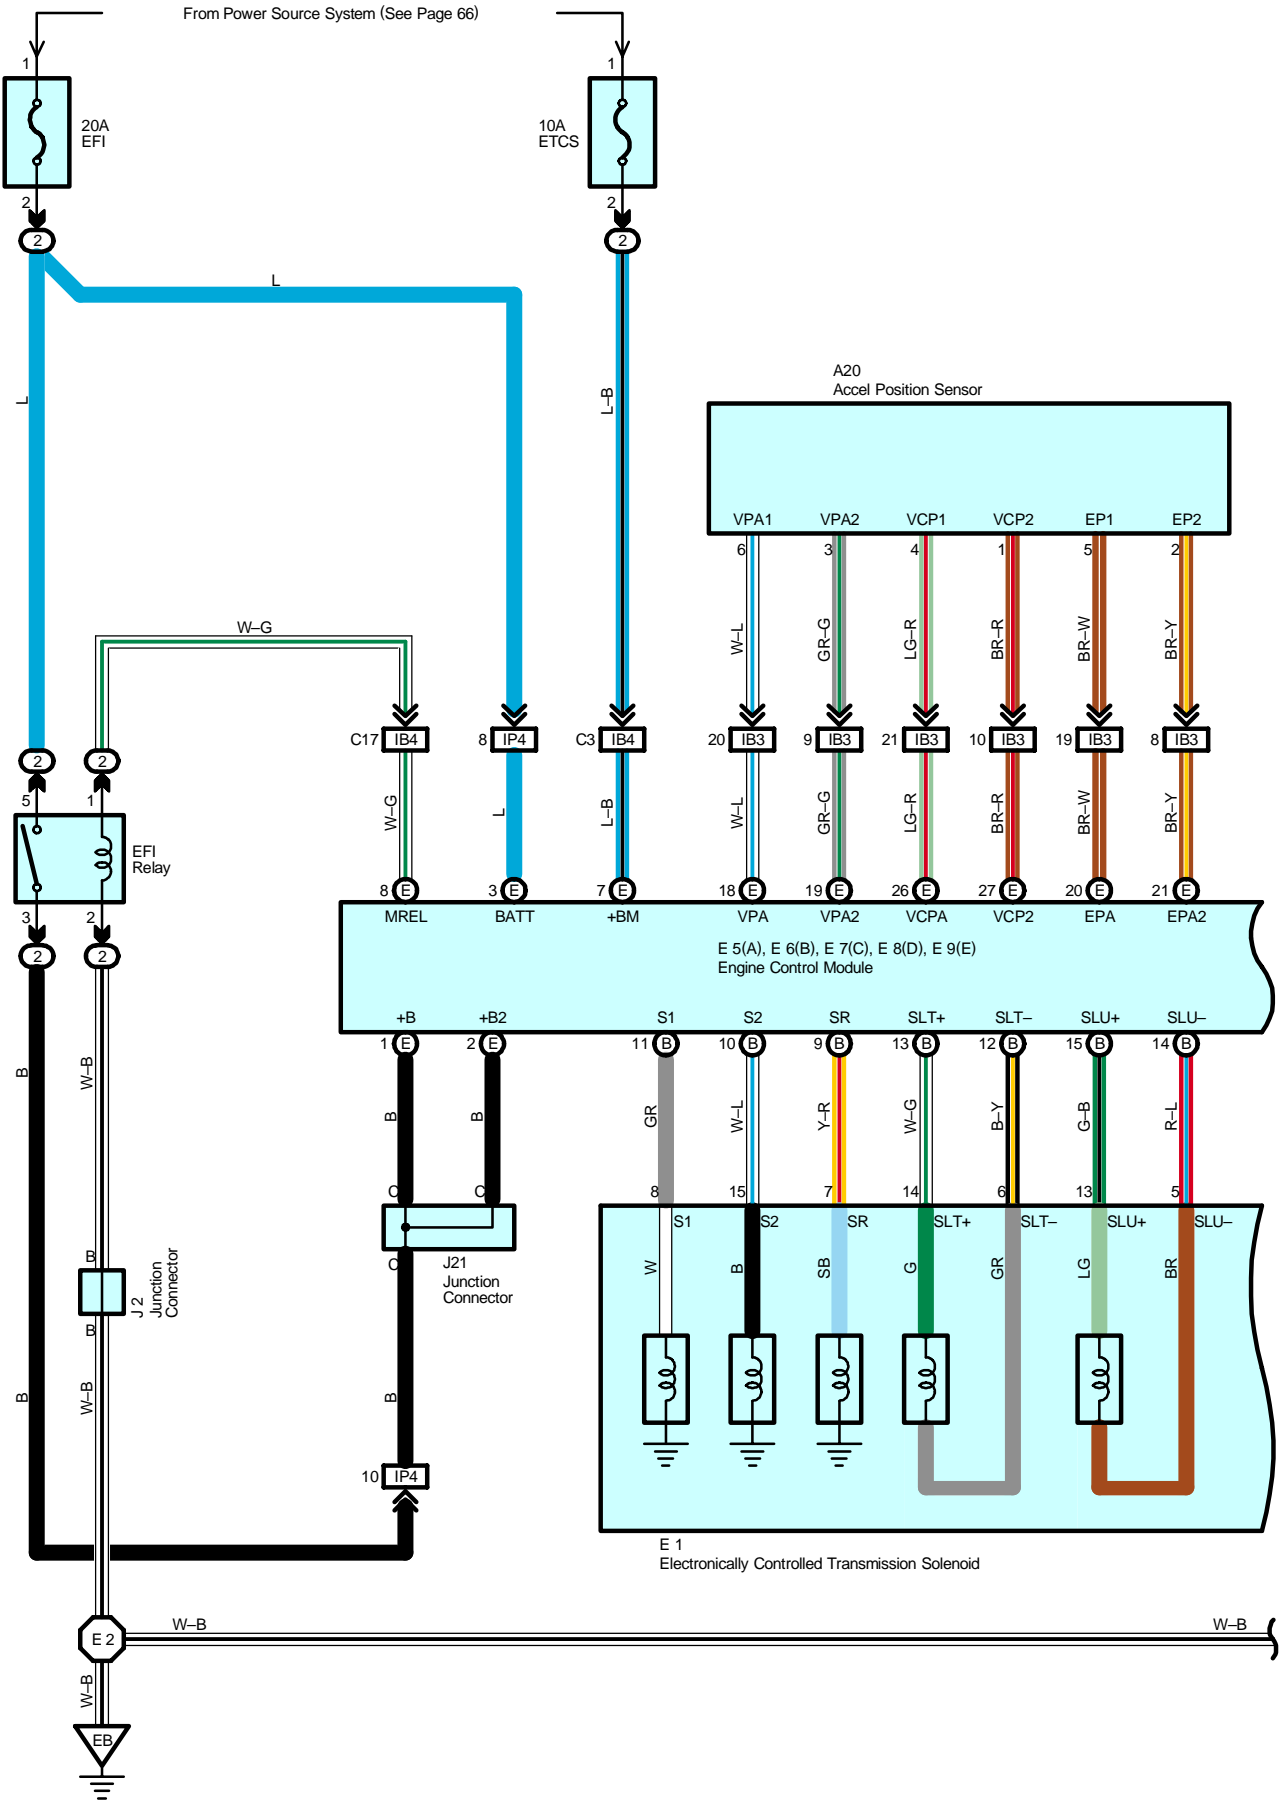 From Power Source System (See Page 66)
1
1
20A
EFI
10A
ETCS
2
2
2
2
L
L
L–B
A20
Accel Position Sensor
VPA1
VPA2
VCP1
VCP2
EP1
EP2
6
3
4
1
5
2
W–G
W–L
GR–G
LG–R
BR–R
BR–W
BR–Y
C17
IB4
8
IP4
C3
IB4
20
IB3
9
IB3
21
IB3
10
IB3
19
IB3
8
IB3
2
2
5
1
W–G
L
L–B
W–L
GR–G
LG–R
BR–R
BR–W
BR–Y
EFI
Relay
3
2
2
2
8
E
3
E
7
E
18
E
19
E
26
E
27
E
20
E
21
E
MREL
BATT
+BM
VPA
VPA2
VCPA
VCP2
EPA
EPA2
E 5(A), E 6(B), E 7(C), E 8(D), E 9(E)
Engine Control Module
+B
+B2
S1
S2
SR
SLT+
SLT–
SLU+
SLU–
1
E
2
E
11
B
10
B
9
B
13
B
12
B
15
B
14
B
B
W–B
B
B
GR
W–L
Y–R
W–G
B–Y
G–B
R–L
C
C
8
15
7
14
6
13
5
S1
S2
SR
SLT+
SLT–
SLU+
SLU–
C
J21
Junction
Connector
B
J 2
Junction
Connector
B
W
B
SB
G
GR
LG
BR
B
W–B
B
10
IP4
E 1
Electronically Controlled Transmission Solenoid
E 2
W–B
W–B
W–B
EB